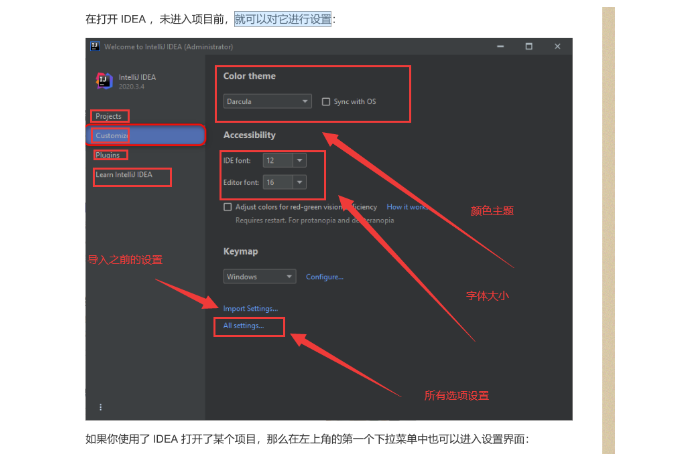 在打开 IDEA ，未进入项目前，就可以对它进行设置：
Welcome to IntelliJ IDEA (Administrator)
IntelliJ IDEA
2020.3.4
Projects
Customize
Plugins
Learn IntelliJ IDEA
Color theme
Darcula
Sync with OS
Accessibility
IDE font:
12
Editor font:
16
Adjust colors for red-green vision deficiency How it works
Requires restart. For protanopia and deuteranopia
Keymap
Windows
Configure...
Import Settings...
All settings...
颜色主题
字体大小
导入之前的设置
所有选项设置
如果你使用了 IDEA 打开了某个项目，那么在左上角的第一个下拉菜单中也可以进入设置界面：